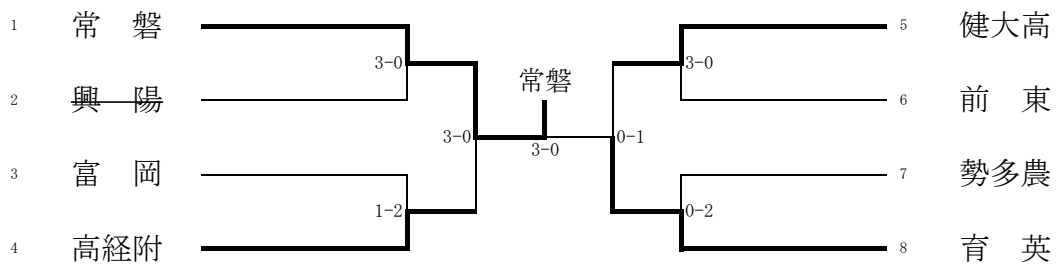 1 常 磐
5 健大高
3-0 3-0
常磐
2 興 陽
6 前 東
3-0 0-1
3-0
3 富 岡
7 勢多農
1-2 0-2
4 高経附
8 育 英